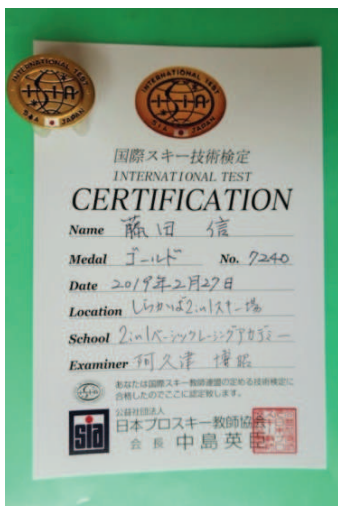 INTERNATIONAL TEST
ISIA
SIA JAPAN
INTERNATIONAL TEST
ISIA
SIA JAPAN
国際スキー技術検定
INTERNATIONAL TEST
CERTIFICATION
Name 藤田 信
Medal ゴールド No. 7240
Date 2019年2月27日
Location しらかば2in1スキー場
School 2in1ベーシックレーシングアカデミー
Examiner 阿久津 博昭
あなたは国際スキー教師連盟の定める技術検定に
合格したのでここに認定致します。
sia
公益社団法人
日本プロスキー教師協会
会長 中島英臣